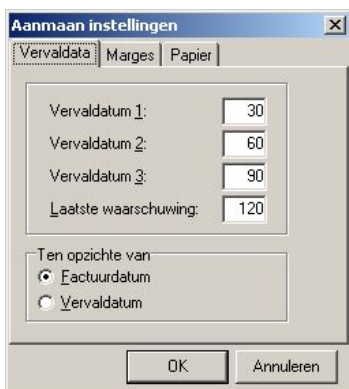 Aanmaan instellingen
Vervaldata Marges Papier
Vervaldatum 1: 30
Vervaldatum 2: 60
Vervaldatum 3: 90
Laatste waarschuwing: 120
Ten opzichte van
Factuurdatum
Vervaldatum
OK Annuleren